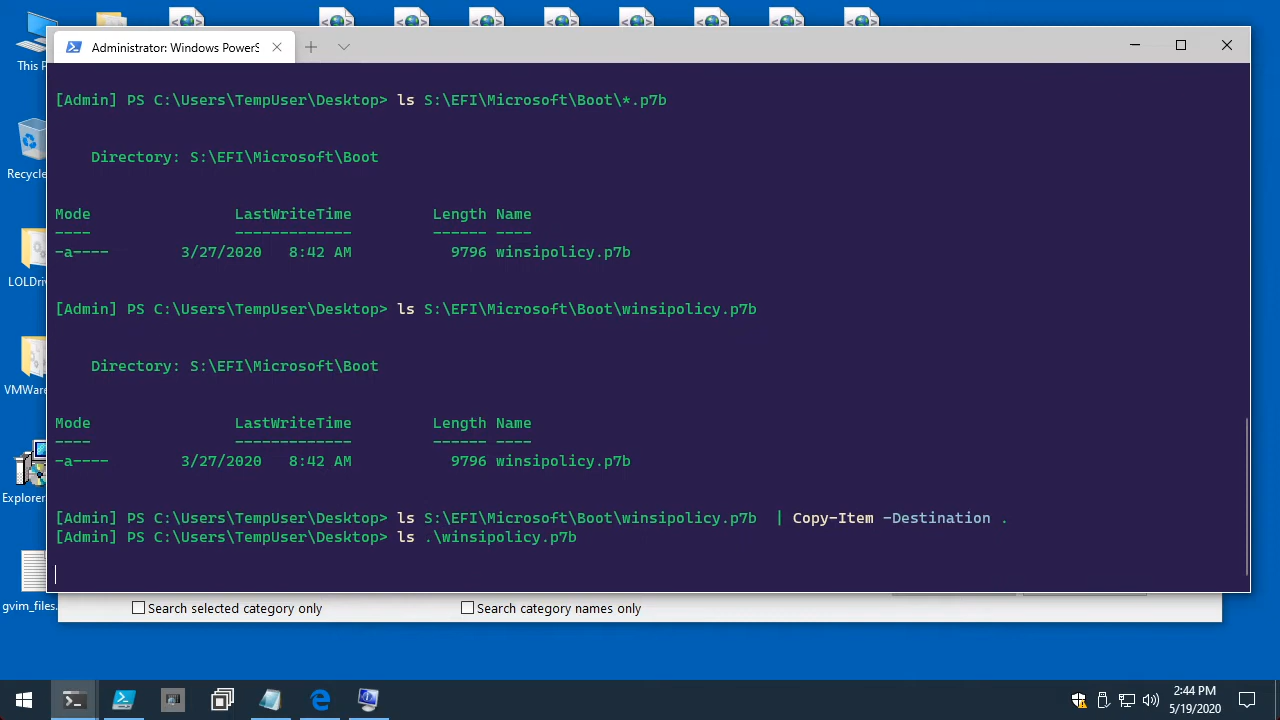 This P
Recycle
LOLDriv
VMWare
Explorer
gvim_files.
Administrator: Windows PowerS
[Admin] PS C:\Users\TempUser\Desktop> ls S:\EFI\Microsoft\Boot\*.p7b
Directory: S:\EFI\Microsoft\Boot
Mode LastWriteTime Length Name
---- ------------- ------ ----
-a---- 3/27/2020 8:42 AM 9796 winsipolicy.p7b
[Admin] PS C:\Users\TempUser\Desktop> ls S:\EFI\Microsoft\Boot\winsipolicy.p7b
Directory: S:\EFI\Microsoft\Boot
Mode LastWriteTime Length Name
---- ------------- ------ ----
-a---- 3/27/2020 8:42 AM 9796 winsipolicy.p7b
[Admin] PS C:\Users\TempUser\Desktop> ls S:\EFI\Microsoft\Boot\winsipolicy.p7b | Copy-Item -Destination .
[Admin] PS C:\Users\TempUser\Desktop> ls .\winsipolicy.p7b
Search selected category only Search category names only
2:44 PM
5/19/2020